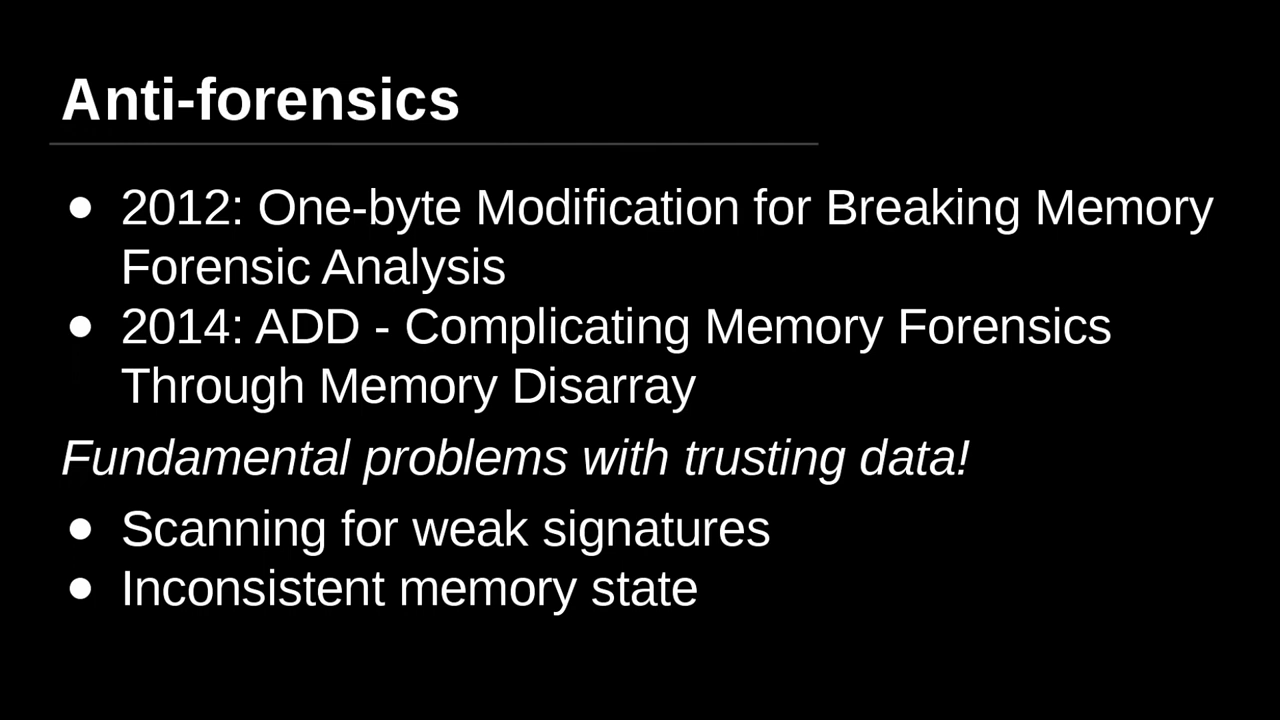 Anti-forensics
● 2012: One-byte Modification for Breaking Memory
Forensic Analysis
● 2014: ADD - Complicating Memory Forensics
Through Memory Disarray
Fundamental problems with trusting data!
● Scanning for weak signatures
● Inconsistent memory state